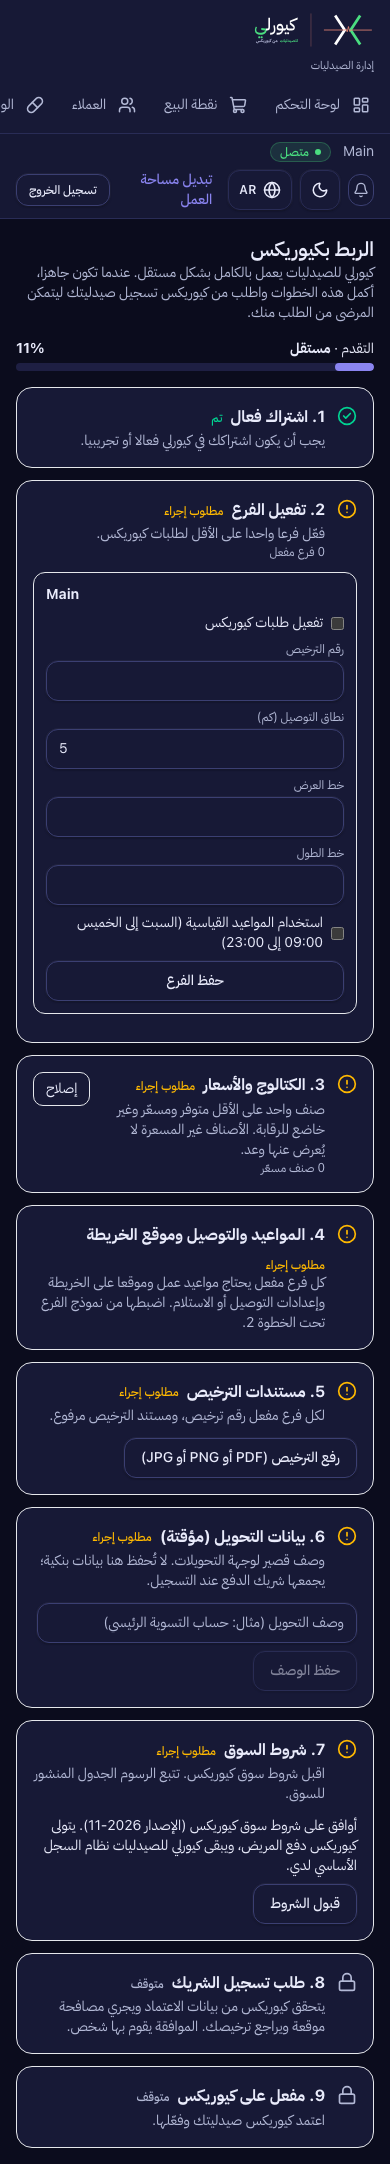 كيورلي
للصيدليات من كيوريكس
إدارة الصيدليات
لوحة التحكم
نقطة البيع
العملاء
الو
Main
متصل
AR
تبديل مساحة
العمل
تسجيل الخروج
الربط بكيوريكس
كيورلي للصيدليات يعمل بالكامل بشكل مستقل. عندما تكون جاهزا،
أكمل هذه الخطوات واطلب من كيوريكس تسجيل صيدليتك ليتمكن
المرضى من الطلب منك.
التقدم · مستقل
11%
1. اشتراك فعال تم
يجب أن يكون اشتراكك في كيورلي فعالا أو تجريبيا.
2. تفعيل الفرع مطلوب إجراء
فعّل فرعا واحدا على الأقل لطلبات كيوريكس.
0 فرع مفعل
Main
تفعيل طلبات كيوريكس
رقم الترخيص
نطاق التوصيل (كم)
5
خط العرض
خط الطول
استخدام المواعيد القياسية (السبت إلى الخميس
09:00 إلى 23:00)
حفظ الفرع
3. الكتالوج والأسعار مطلوب إجراء
إصلاح
صنف واحد على الأقل متوفر ومسعّر وغير
خاضع للرقابة. الأصناف غير المسعرة لا
يُعرض عنها وعد.
0 صنف مسعّر
4. المواعيد والتوصيل وموقع الخريطة
مطلوب إجراء
كل فرع مفعل يحتاج مواعيد عمل وموقعا على الخريطة
وإعدادات التوصيل أو الاستلام. اضبطها من نموذج الفرع
تحت الخطوة 2.
5. مستندات الترخيص مطلوب إجراء
لكل فرع مفعل رقم ترخيص، ومستند الترخيص مرفوع.
رفع الترخيص (PDF أو PNG أو JPG)
6. بيانات التحويل (مؤقتة) مطلوب إجراء
وصف قصير لوجهة التحويلات. لا تُحفظ هنا بيانات بنكية؛
يجمعها شريك الدفع عند التسجيل.
وصف التحويل (مثال: حساب التسوية الرئيسي)
حفظ الوصف
7. شروط السوق مطلوب إجراء
اقبل شروط سوق كيوريكس. تتبع الرسوم الجدول المنشور
للسوق.
أوافق على شروط سوق كيوريكس (الإصدار 2026-11). يتولى
كيوريكس دفع المريض، ويبقى كيورلي للصيدليات نظام السجل
الأساسي لدي.
قبول الشروط
8. طلب تسجيل الشريك متوقف
يتحقق كيوريكس من بيانات الاعتماد ويجري مصافحة
موقعة ويراجع ترخيصك. الموافقة يقوم بها شخص.
9. مفعل على كيوريكس متوقف
اعتمد كيوريكس صيدليتك وفعّلها.